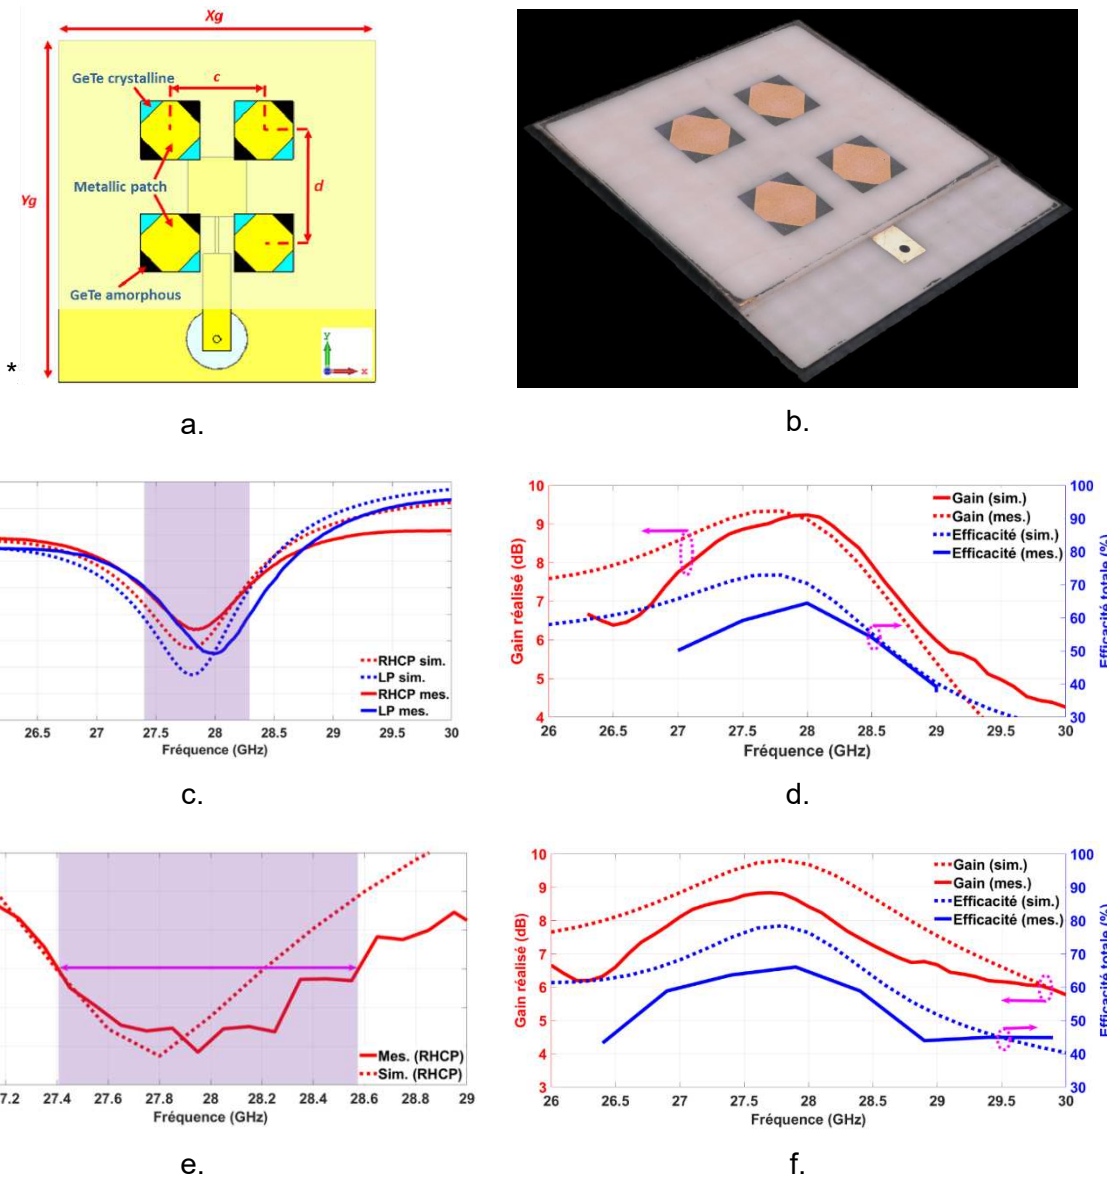 Xg
GeTe crystalline
c
Metallic patch
d
Yg
GeTe amorphous
y
x
*
a.
b.
RHCP sim.
LP sim.
RHCP mes.
LP mes.
26.5 27 27.5 28 28.5 29 29.5 30
Fréquence (GHz)
c.
Gain (sim.)
Gain (mes.)
Efficacité (sim.)
Efficacité (mes.)
10
9
8
7
6
5
4
Gain réalisé (dB)
100
90
80
70
60
50
40
30
Efficacité totale (%)
26 26.5 27 27.5 28 28.5 29 29.5 30
Fréquence (GHz)
d.
Mes. (RHCP)
Sim. (RHCP)
7.2 27.4 27.6 27.8 28 28.2 28.4 28.6 28.8 29
Fréquence (GHz)
e.
Gain (sim.)
Gain (mes.)
Efficacité (sim.)
Efficacité (mes.)
10
9
8
7
6
5
4
3
Gain réalisé (dB)
100
90
80
70
60
50
40
30
Efficacité totale (%)
26 26.5 27 27.5 28 28.5 29 29.5 30
Fréquence (GHz)
f.